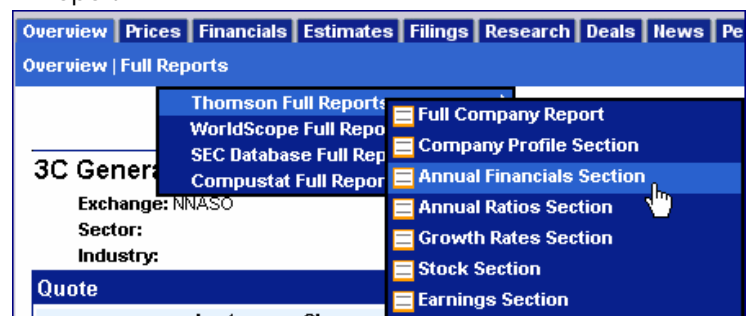 Overview Prices Financials Estimates Filings Research Deals News
Overview | Full Reports
Thomson Full Reports
WorldScope Full Repo
SEC Database Full Rep
Compustat Full Repor
Full Company Report
Company Profile Section
Annual Financials Section
Annual Ratios Section
Growth Rates Section
Stock Section
Earnings Section
3C Genera
Exchange: NNASO
Sector:
Industry:
Quote